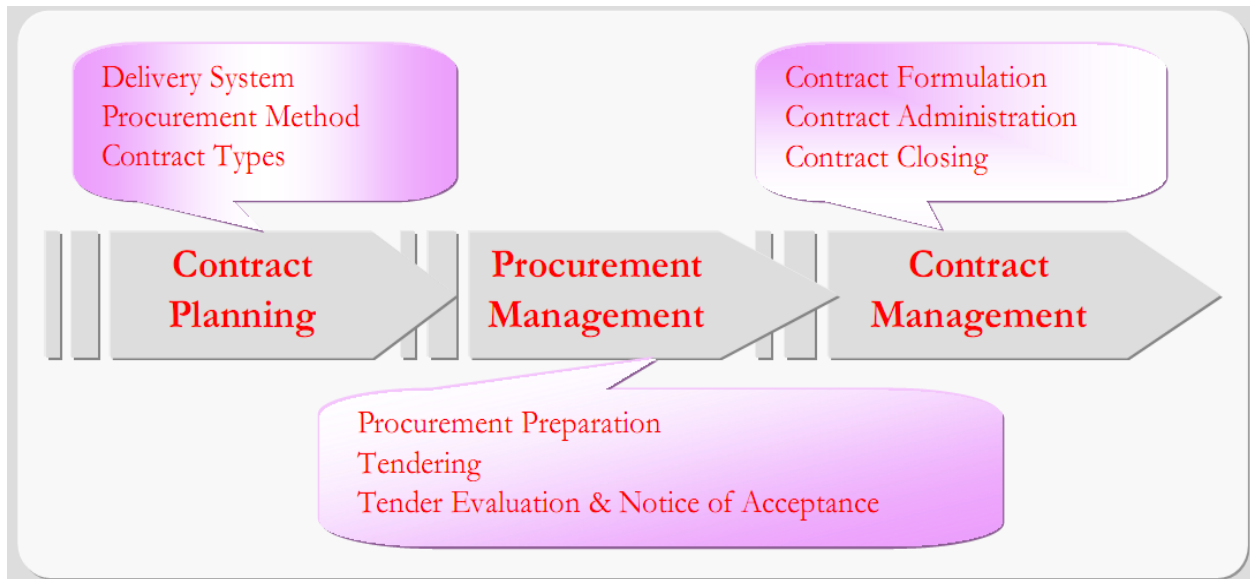 Delivery System
Procurement Method
Contract Types
Contract Formulation
Contract Administration
Contract Closing
Contract
Planning
Procurement
Management
Contract
Management
Procurement Preparation
Tendering
Tender Evaluation & Notice of Acceptance